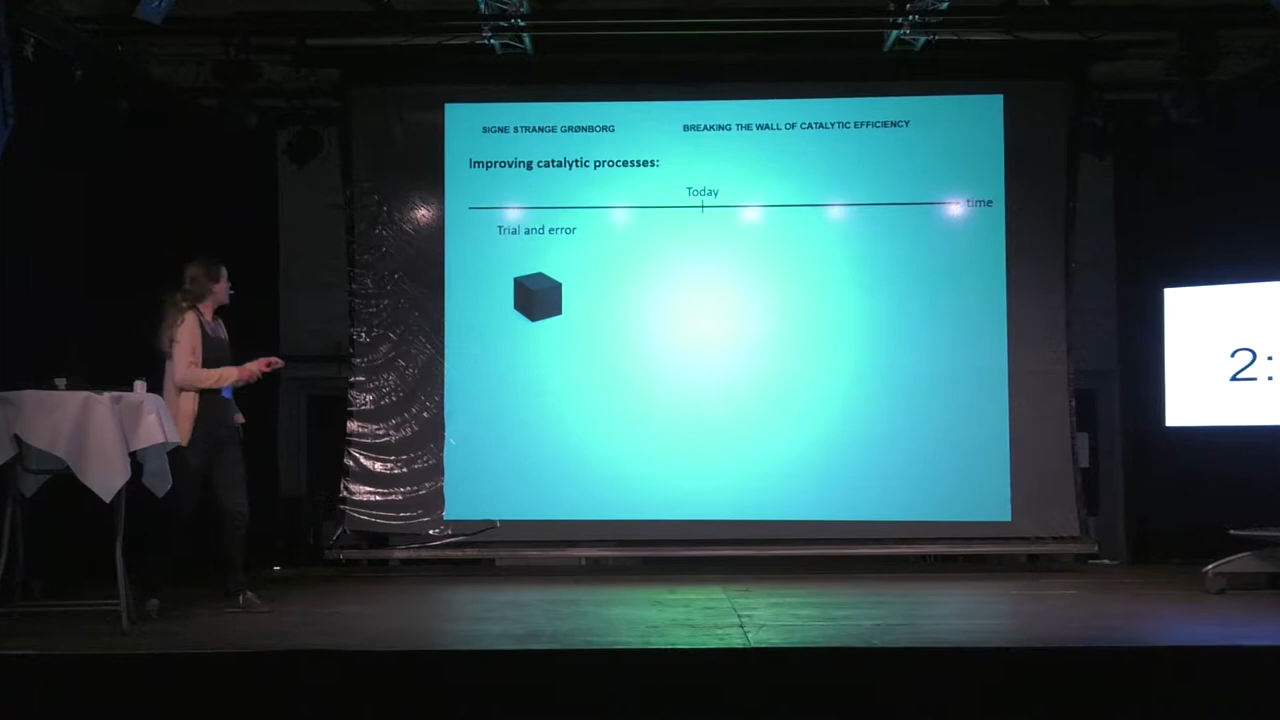 SIGNE STRANGE GRØNBORG
BREAKING THE WALL OF CATALYTIC EFFICIENCY
Improving catalytic processes:
Today
time
Trial and error
2: